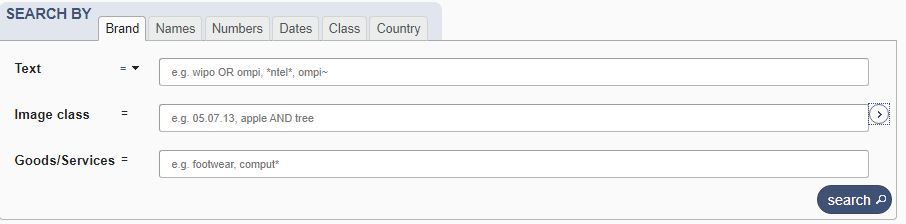 SEARCH BY
Brand Names Numbers Dates Class Country
Text = e.g. wipo OR ompi, *ntel*, ompi~
Image class = e.g. 05.07.13, apple AND tree
Goods/Services = e.g. footwear, comput*
search